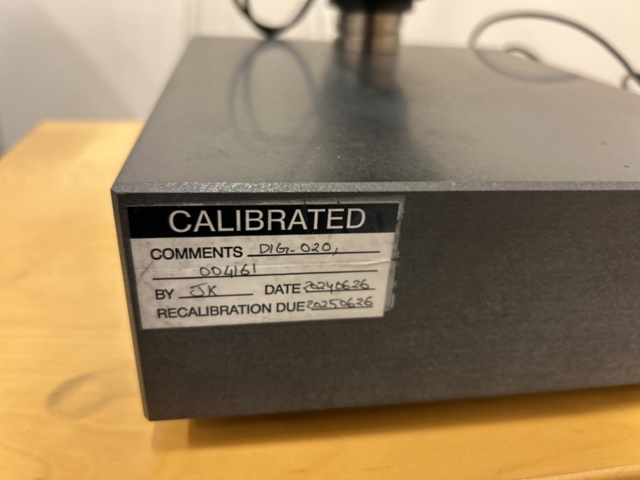 CALIBRATED
COMMENTS DIG-020,
004161
BY JK DATE 20240626
RECALIBRATION DUE 20250626